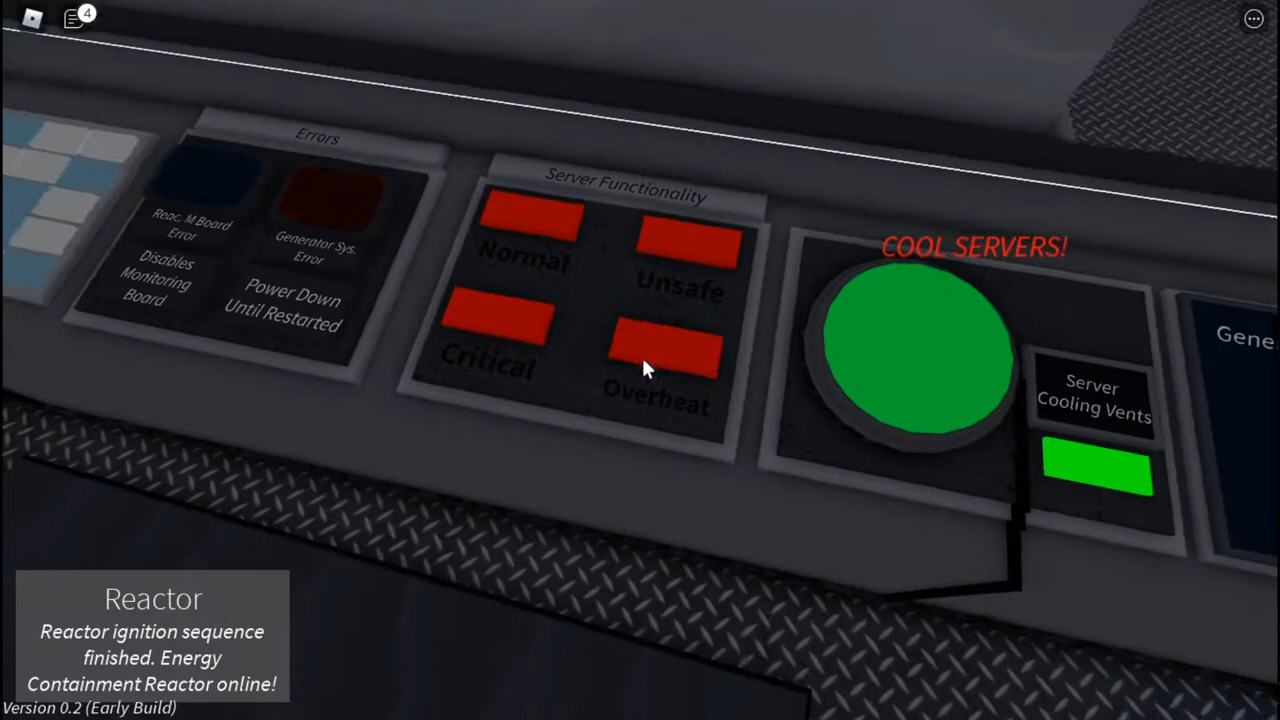 4
Errors
Reac. M Board
Error
Generator Sys.
Error
Disables
Monitoring
Board
Power Down
Until Restarted
Server Functionality
Normal
Unsafe
Critical
Overheat
COOL SERVERS!
Server
Cooling Vents
Gene
Reactor
Reactor ignition sequence
finished. Energy
Containment Reactor online!
Version 0.2 (Early Build)